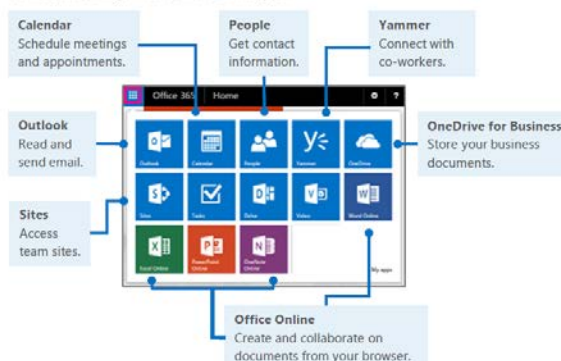 Calendar
Schedule meetings
and appointments.
People
Get contact
information.
Yammer
Connect with
co-workers.
Office 365 Home ?
Outlook
Read and
send email.
OneDrive for Business
Store your business
documents.
Outlook Calendar People Yammer OneDrive
Sites
Access
team sites.
Sites Tasks Delve Video Word Online
Excel Online PowerPoint Online OneNote Online
My apps
Office Online
Create and collaborate on
documents from your browser.